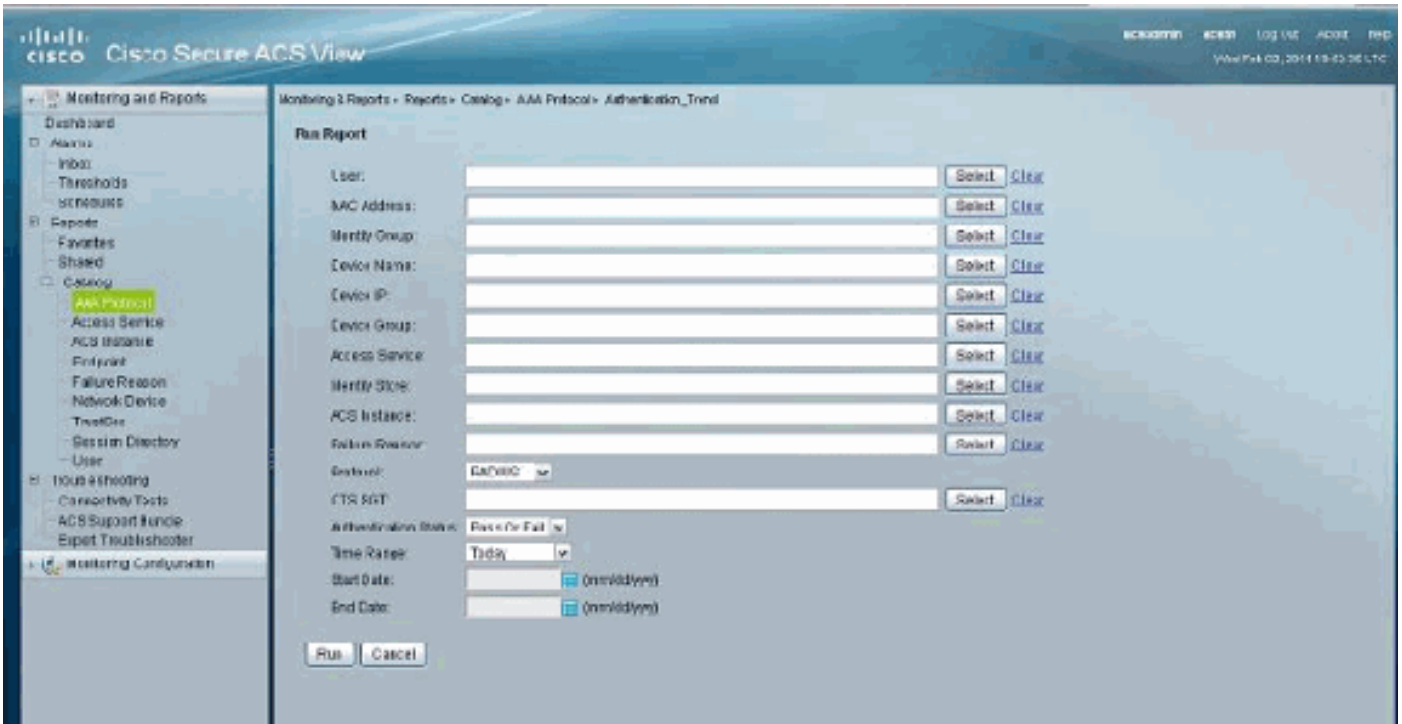 CISCO Cisco Secure ACS View
acsadmin acsm Log Out About Help
Monitoring and Reports
Dashboard
Alarms
Inbox
Thresholds
Schedules
Reports
Favorites
Shared
Catalog
AAA Protocol
Access Service
ACS Instance
Endpoint
Failure Reason
Network Device
TrustSec
Session Directory
User
Troubleshooting
Connectivity Tests
ACS Support Bundle
Expert Troubleshooter
Monitoring Configuration
Monitoring & Reports > Reports > Catalog > AAA Protocol > Authentication_Trend
Run Report
User: Select Clear
MAC Address: Select Clear
Identity Group: Select Clear
Device Name: Select Clear
Device IP: Select Clear
Device Group: Select Clear
Access Service: Select Clear
Identity Store: Select Clear
ACS Instance: Select Clear
Failure Reason: Select Clear
Protocol: RADIUS
CTS SGT: Select Clear
Authentication Status: Pass Or Fail
Time Range: Today
Start Date: (mm/dd/yyyy)
End Date: (mm/dd/yyyy)
Run Cancel